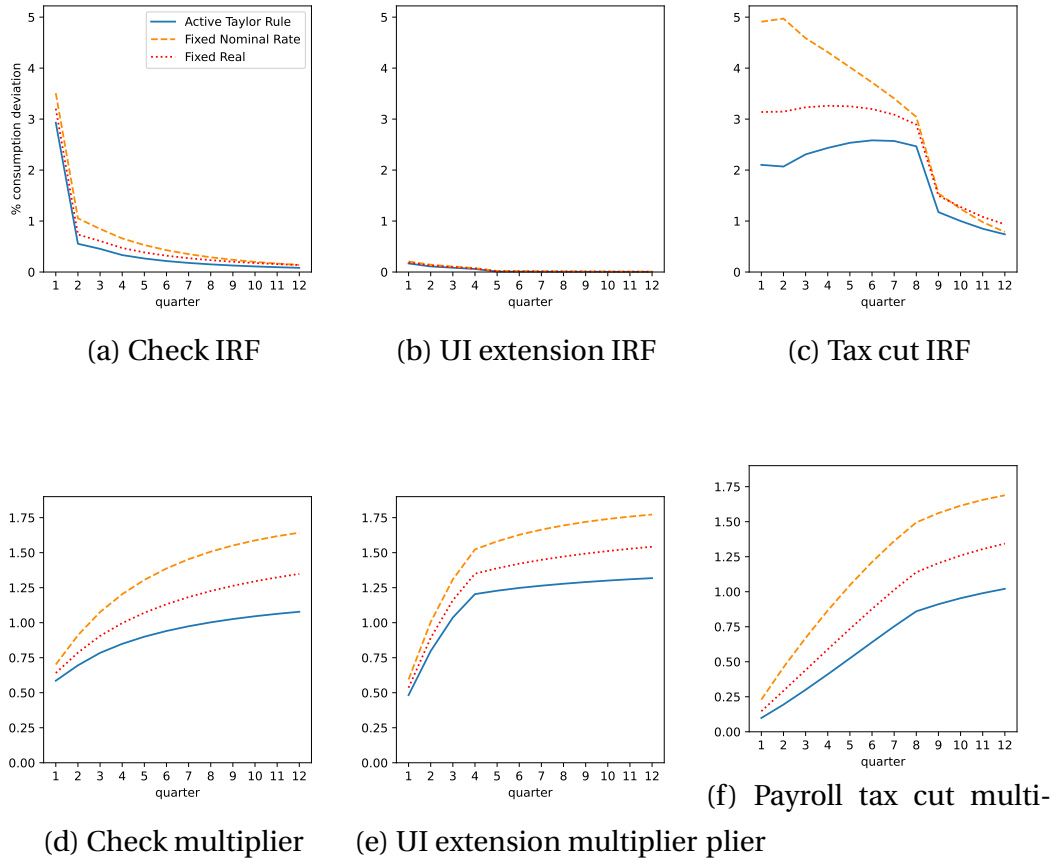 5
4
3
2
1
0
% consumption deviation
Active Taylor Rule
Fixed Nominal Rate
Fixed Real
1 2 3 4 5 6 7 8 9 10 11 12
quarter
(a) Check IRF
5
4
3
2
1
0
1 2 3 4 5 6 7 8 9 10 11 12
quarter
(b) UI extension IRF
5
4
3
2
1
0
1 2 3 4 5 6 7 8 9 10 11 12
quarter
(c) Tax cut IRF
1.75
1.50
1.25
1.00
0.75
0.50
0.25
0.00
1 2 3 4 5 6 7 8 9 10 11 12
quarter
(d) Check multiplier
1.75
1.50
1.25
1.00
0.75
0.50
0.25
0.00
1 2 3 4 5 6 7 8 9 10 11 12
quarter
(e) UI extension multiplier
1.75
1.50
1.25
1.00
0.75
0.50
0.25
0.00
1 2 3 4 5 6 7 8 9 10 11 12
quarter
(f) Payroll tax cut multi-
plier